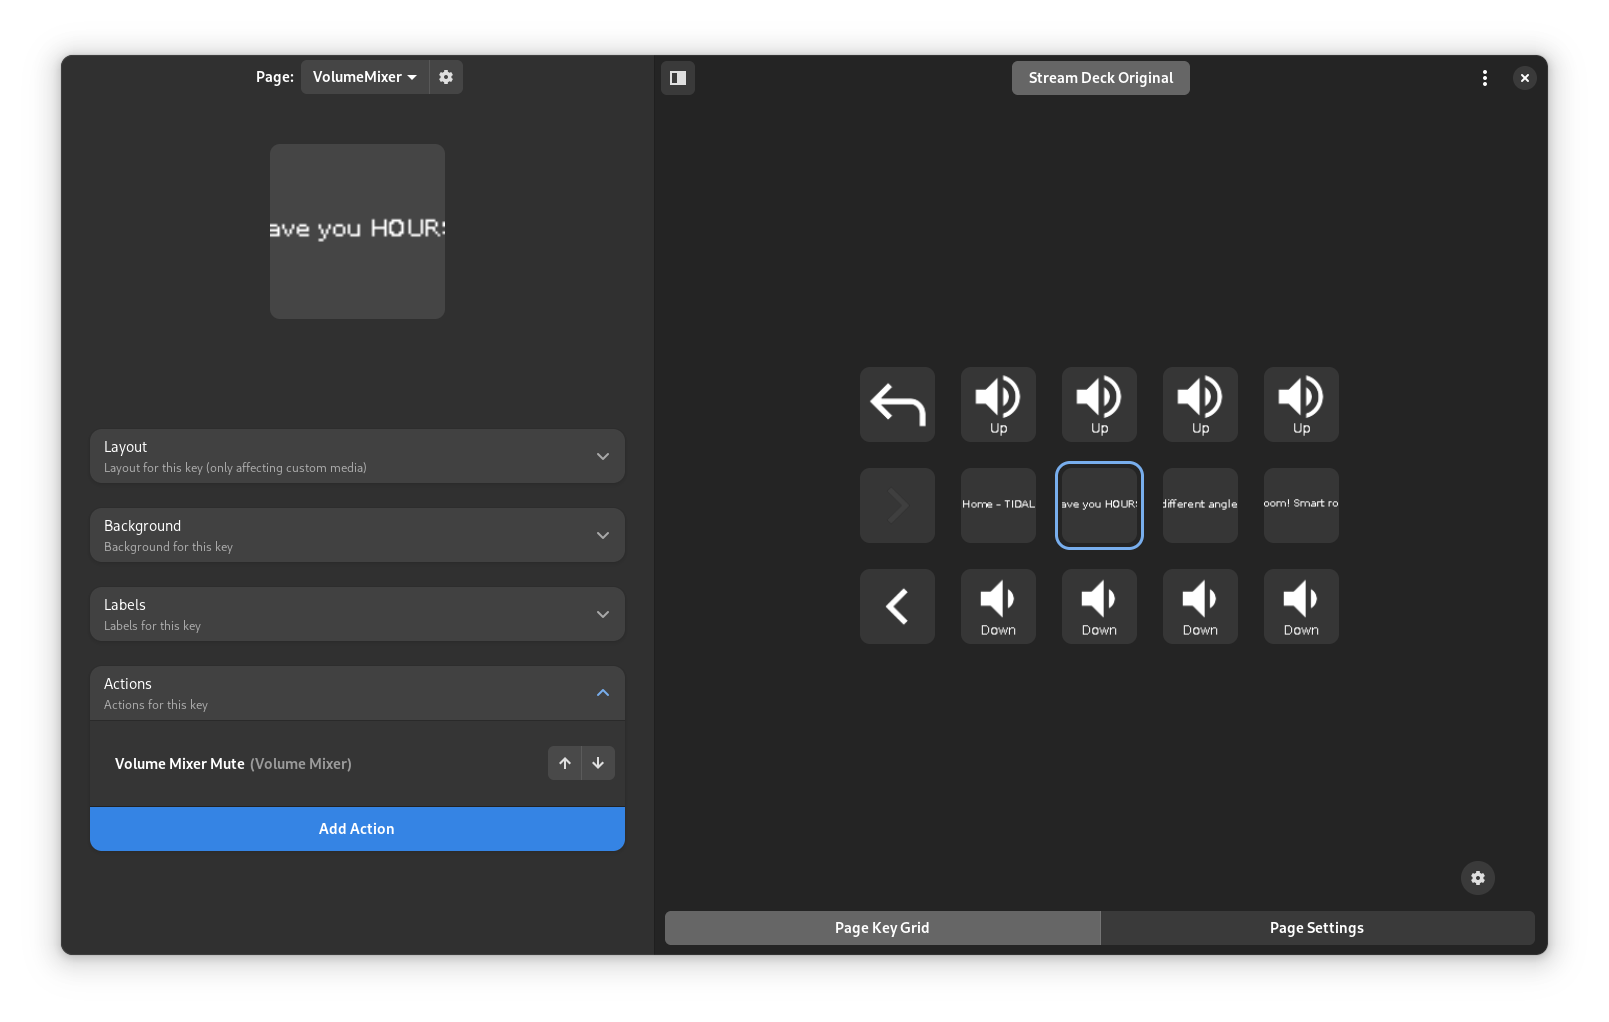 Page: VolumeMixer
Stream Deck Original
ave you HOURS
Layout
Layout for this key (only affecting custom media)
Background
Background for this key
Labels
Labels for this key
Actions
Actions for this key
Volume Mixer Mute (Volume Mixer)
Add Action
Up Up Up Up
Home - TIDAL ave you HOURS different angle oom! Smart ro
Down Down Down Down
Page Key Grid Page Settings